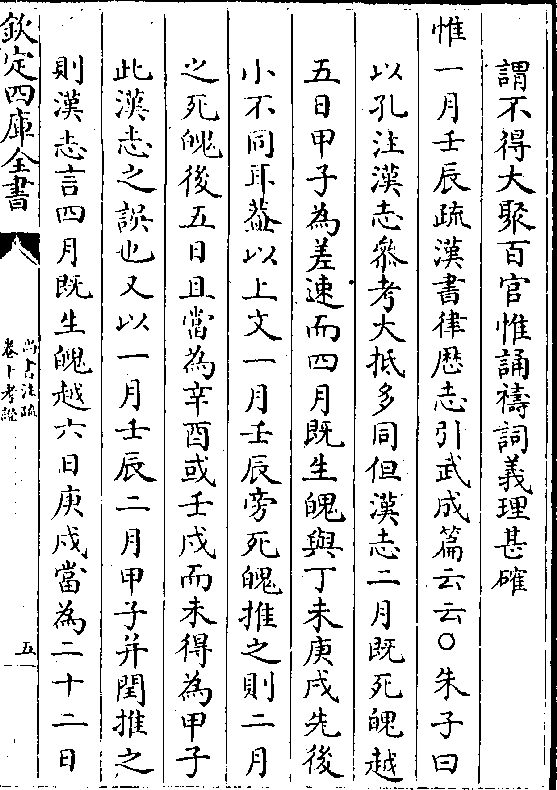 謂不得大聚百官惟誦禱詞義理甚確
惟一月壬辰疏漢書律歴志引武成篇云云○朱子曰
以孔注漢志叅考大抵多同但漢志二月既死魄越
五日甲子為差速而四月既生魄與丁未庚戌先後
小不同耳葢以上文一月壬辰旁死魄推之則二月
之死魄後五日且當為辛酉或壬戌而未得為甲子
此漢志之誤也又以一月壬辰二月甲子并閏推之
則漢志言四月既生魄越六日庚戌當為二十二日
欽定四庫全書
尚書注疏
卷十考證
五